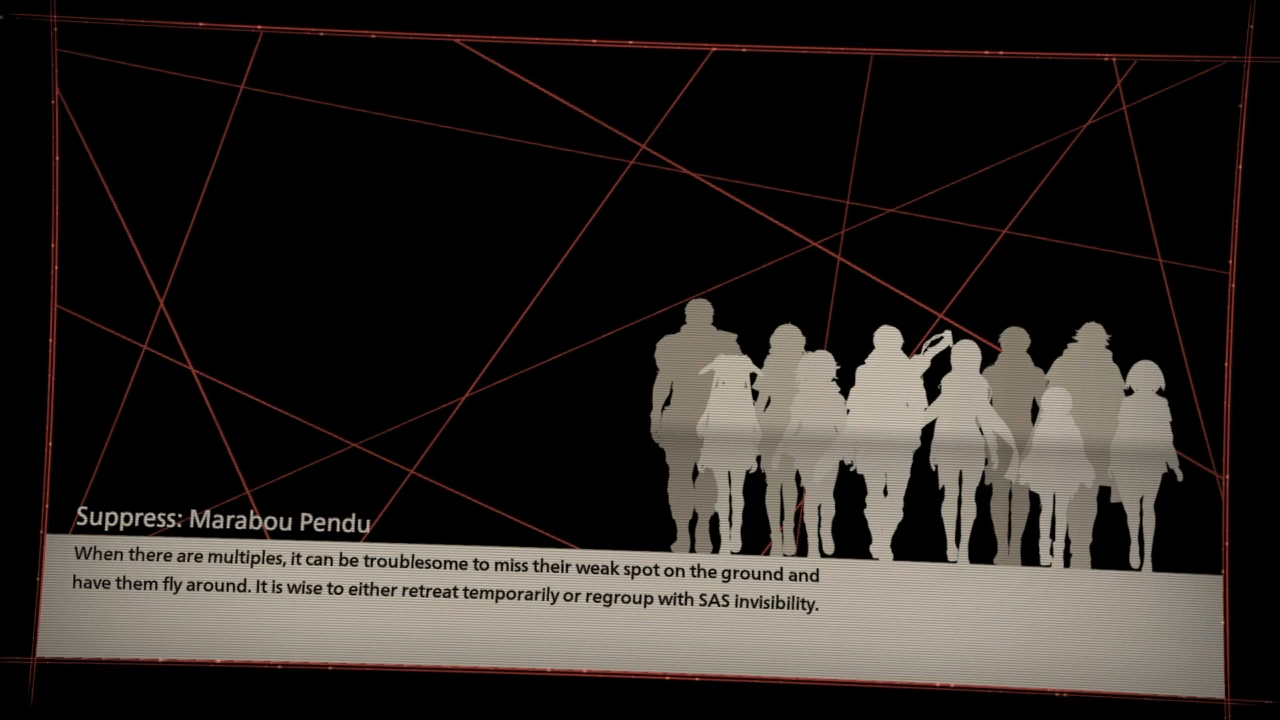 Suppress: Marabou Pendu
When there are multiples, it can be troublesome to miss their weak spot on the ground and
have them fly around. It is wise to either retreat temporarily or regroup with SAS invisibility.